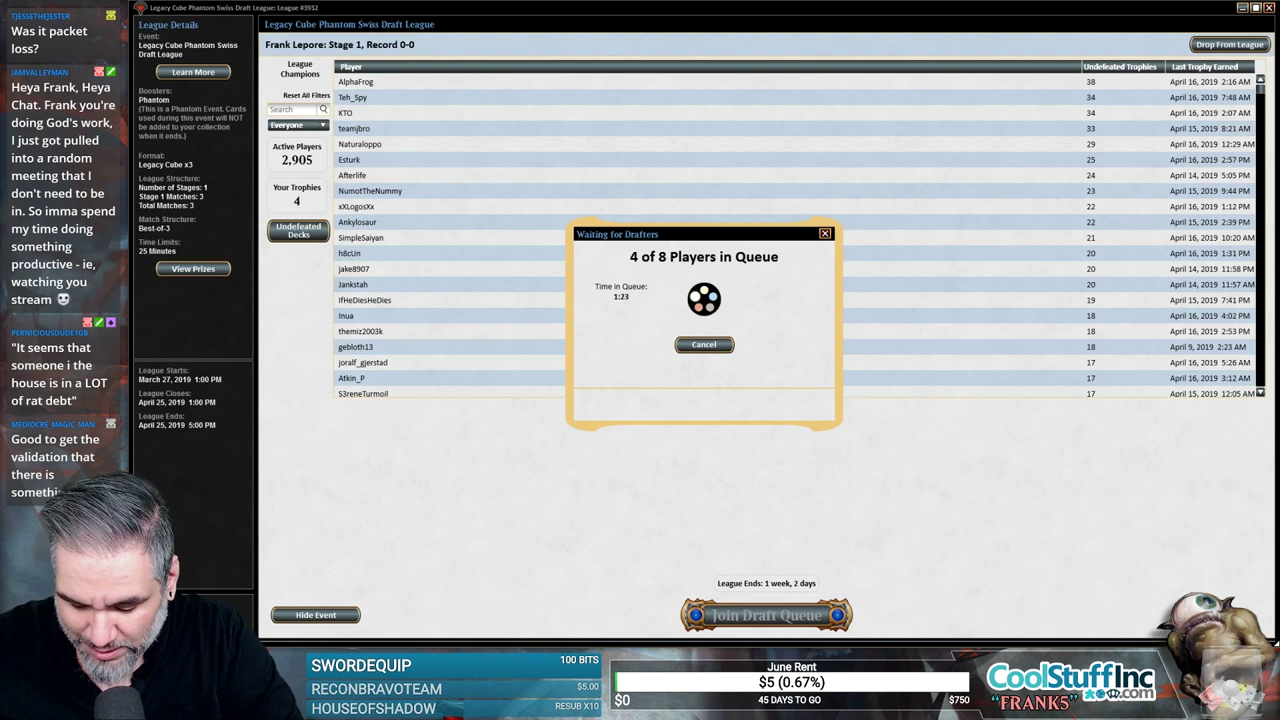 TJESSETHEJESTER
Was it packet
loss?
IAMVALLEYMAN
Heya Frank, Heya
Chat. Frank you're
doing God's work,
I just got pulled
into a random
meeting that I
don't need to be
in. So imma spend
my time doing
something
productive - ie,
watching you
stream
PERNICIOUSDUDE1GB
"It seems that
someone i the
house is in a LOT
of rat debt"
MEDIOCRE MAGIC MAN
Good to get the
validation that
there is
Legacy Cube Phantom Swiss Draft League: League #3932
League Details
Event:
Legacy Cube Phantom Swiss
Draft League
Learn More
Boosters:
Phantom
(This is a Phantom Event. Cards
used during this event will NOT
be added to your collection
when it ends.)
Format:
Legacy Cube x3
League Structure:
Number of Stages: 1
Stage 1 Matches: 3
Total Matches: 3
Match Structure:
Best-of-3
Time Limits:
25 Minutes
View Prizes
League Starts:
March 27, 2019 1:00 PM
League Closes:
April 25, 2019 1:00 PM
League Ends:
April 25, 2019 5:00 PM
Legacy Cube Phantom Swiss Draft League
Frank Lepore: Stage 1, Record 0-0
Drop From League
League
Champions
Reset All Filters
Search
Everyone
Active Players
2,905
Your Trophies
4
Undefeated
Decks
Player Undefeated Trophies Last Trophy Earned
AlphaFrog 38 April 16, 2019 2:16 AM
Teh_Spy 34 April 16, 2019 7:48 AM
KTO 34 April 16, 2019 2:07 AM
teamjbro 33 April 15, 2019 8:21 AM
Naturaloppo 29 April 16, 2019 12:29 AM
Esturk 25 April 16, 2019 2:57 PM
Afterlife 24 April 14, 2019 5:05 PM
NumotTheNummy 23 April 15, 2019 9:44 PM
xXLogosXx 22 April 16, 2019 1:12 PM
Ankylosaur 22 April 15, 2019 2:39 PM
SimpleSaiyan 21 April 16, 2019 10:20 AM
h8cUn 20 April 16, 2019 1:31 PM
jake8907 20 April 14, 2019 11:58 PM
Jankstah 20 April 14, 2019 11:57 AM
IfHeDiesHeDies 19 April 15, 2019 7:41 PM
Inua 18 April 16, 2019 4:02 PM
themiz2003k 18 April 16, 2019 2:53 PM
gebloth13 18 April 9, 2019 2:23 AM
joralf_gjerstad 17 April 16, 2019 5:26 AM
Atkin_P 17 April 16, 2019 3:12 AM
S3reneTurmoil 17 April 15, 2019 12:05 AM
Waiting for Drafters
4 of 8 Players in Queue
Time in Queue:
1:23
Cancel
League Ends: 1 week, 2 days
Hide Event
Join Draft Queue
SWORDEQUIP 100 BITS
RECONBRAVOTEAM $5.00
HOUSEOFSHADOW RESUB X10
June Rent
$5 (0.67%)
$0 45 DAYS TO GO $750
CoolStuffInc
.com
"FRANK5"